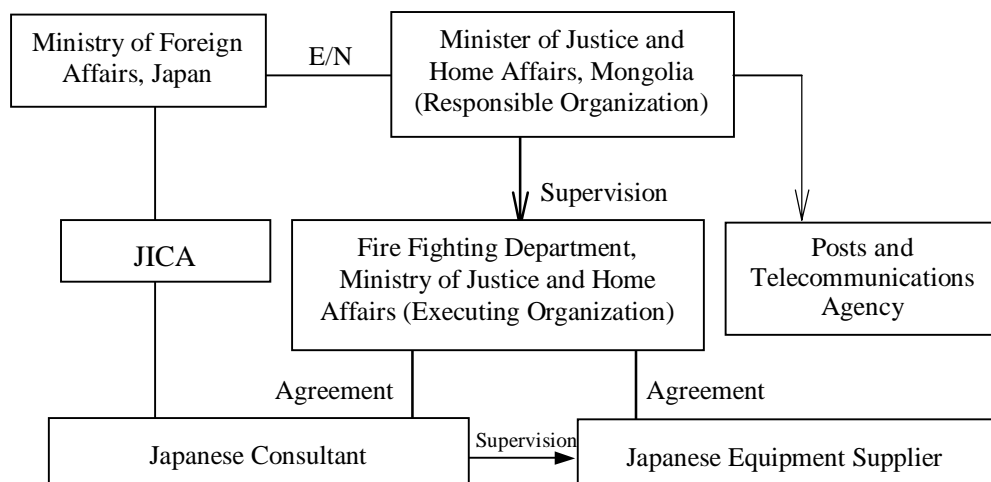 Ministry of Foreign
Affairs, Japan
E/N
Minister of Justice and
Home Affairs, Mongolia
(Responsible Organization)
Supervision
JICA
Fire Fighting Department,
Ministry of Justice and Home
Affairs (Executing Organization)
Posts and
Telecommunications
Agency
Agreement
Agreement
Japanese Consultant
Supervision
Japanese Equipment Supplier